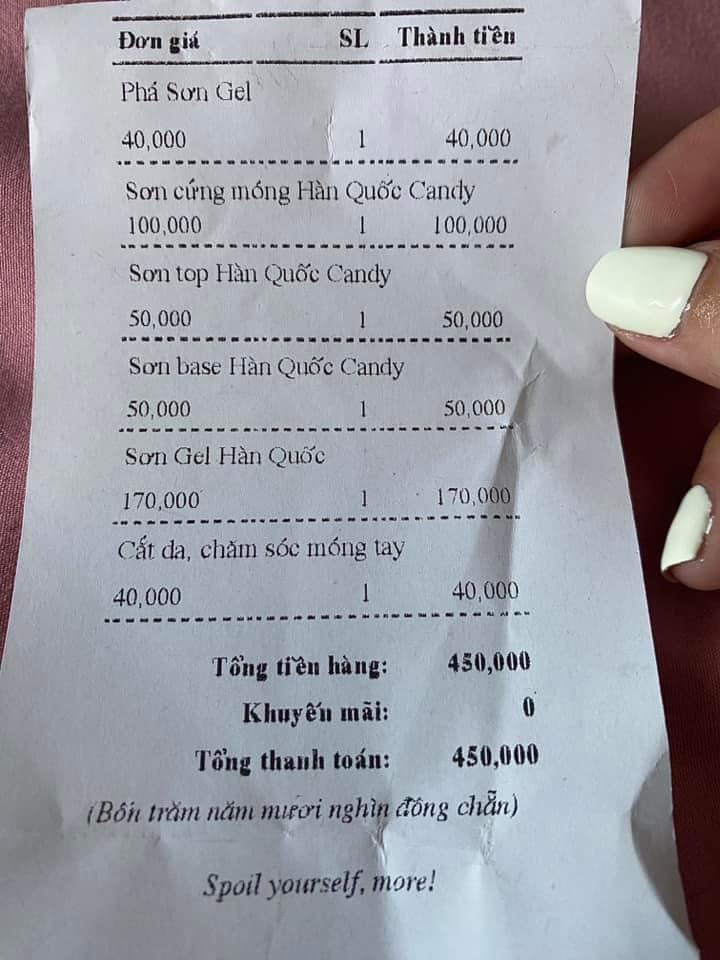 Đơn giá SL Thành tiền
Phá Sơn Gel
40,000 1 40,000
Sơn cứng móng Hàn Quốc Candy
100,000 1 100,000
Sơn top Hàn Quốc Candy
50,000 1 50,000
Sơn base Hàn Quốc Candy
50,000 1 50,000
Sơn Gel Hàn Quốc
170,000 1 170,000
Cắt da, chăm sóc móng tay
40,000 1 40,000
Tổng tiền hàng: 450,000
Khuyến mãi: 0
Tổng thanh toán: 450,000
(Bốn trăm năm mươi nghìn đồng chẵn)
Spoil yourself, more!